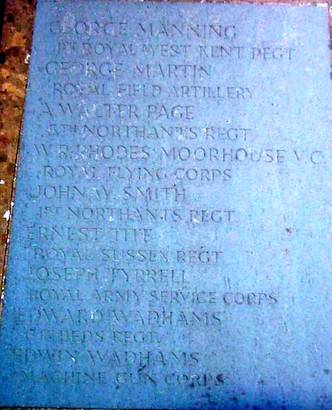 GEORGE MANNING
ROYAL WEST KENT REGT
GEORGE MARTIN
ROYAL FIELD ARTILLERY
A. WALTER PAGE
5TH NORTHANTS REGT
W.B. RHODES MOORHOUSE V.C.
ROYAL FLYING CORPS
JOHN W. SMITH
1ST NORTHANTS REGT
ERNEST TITE
ROYAL SUSSEX REGT
JOSEPH TYRRELL
ROYAL ARMY SERVICE CORPS
EDWARD WADHAMS
BEDFDS REGT
EDWIN WADHAMS
MACHINE GUN CORPS